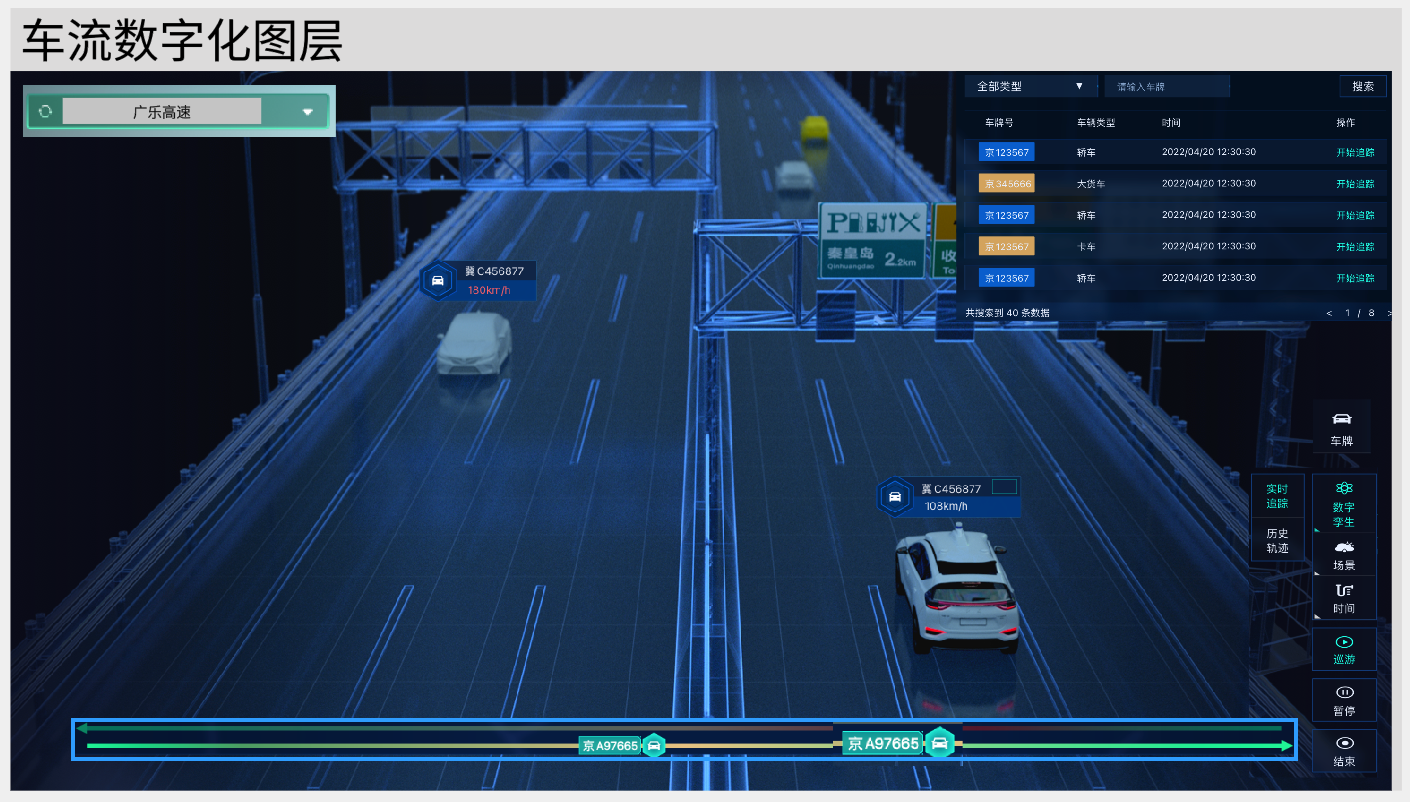 车流数字化图层
广乐高速
全部类型
请输入车牌
搜索
车牌号 车辆类型 时间 操作
京123567 轿车 2022/04/20 12:30:30 开始追踪
京345666 大货车 2022/04/20 12:30:30 开始追踪
京123567 轿车 2022/04/20 12:30:30 开始追踪
京123567 卡车 2022/04/20 12:30:30 开始追踪
京123567 轿车 2022/04/20 12:30:30 开始追踪
共搜索到 40 条数据 < 1 / 8 >
P
秦皇岛 2.2km
Qinhuangdao
收
To
冀C456877
180km/h
冀C456877
108km/h
车牌
实时
追踪
历史
轨迹
数字
孪生
场景
时间
巡游
暂停
结束
京A97665
京A97665